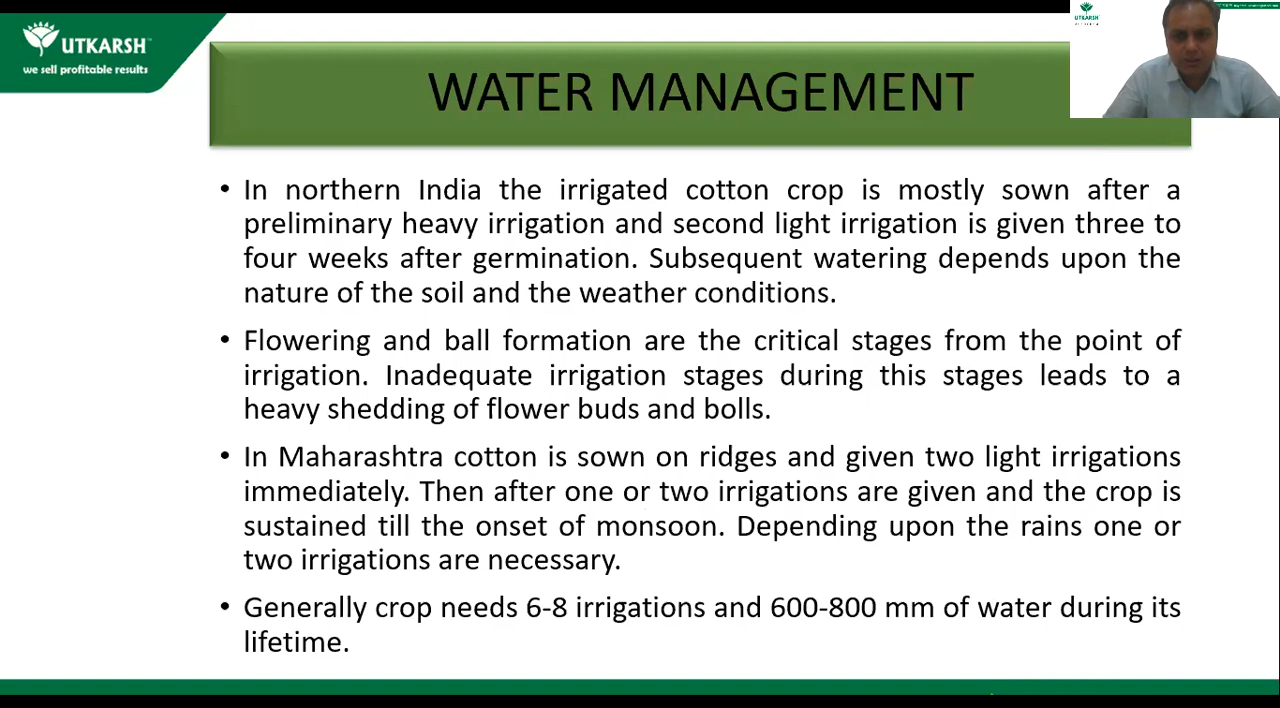 UTKARSH
we sell profitable results
UTKARSH
WATER MANAGEMENT
• In northern India the irrigated cotton crop is mostly sown after a
preliminary heavy irrigation and second light irrigation is given three to
four weeks after germination. Subsequent watering depends upon the
nature of the soil and the weather conditions.
• Flowering and ball formation are the critical stages from the point of
irrigation. Inadequate irrigation stages during this stages leads to a
heavy shedding of flower buds and bolls.
• In Maharashtra cotton is sown on ridges and given two light irrigations
immediately. Then after one or two irrigations are given and the crop is
sustained till the onset of monsoon. Depending upon the rains one or
two irrigations are necessary.
• Generally crop needs 6-8 irrigations and 600-800 mm of water during its
lifetime.